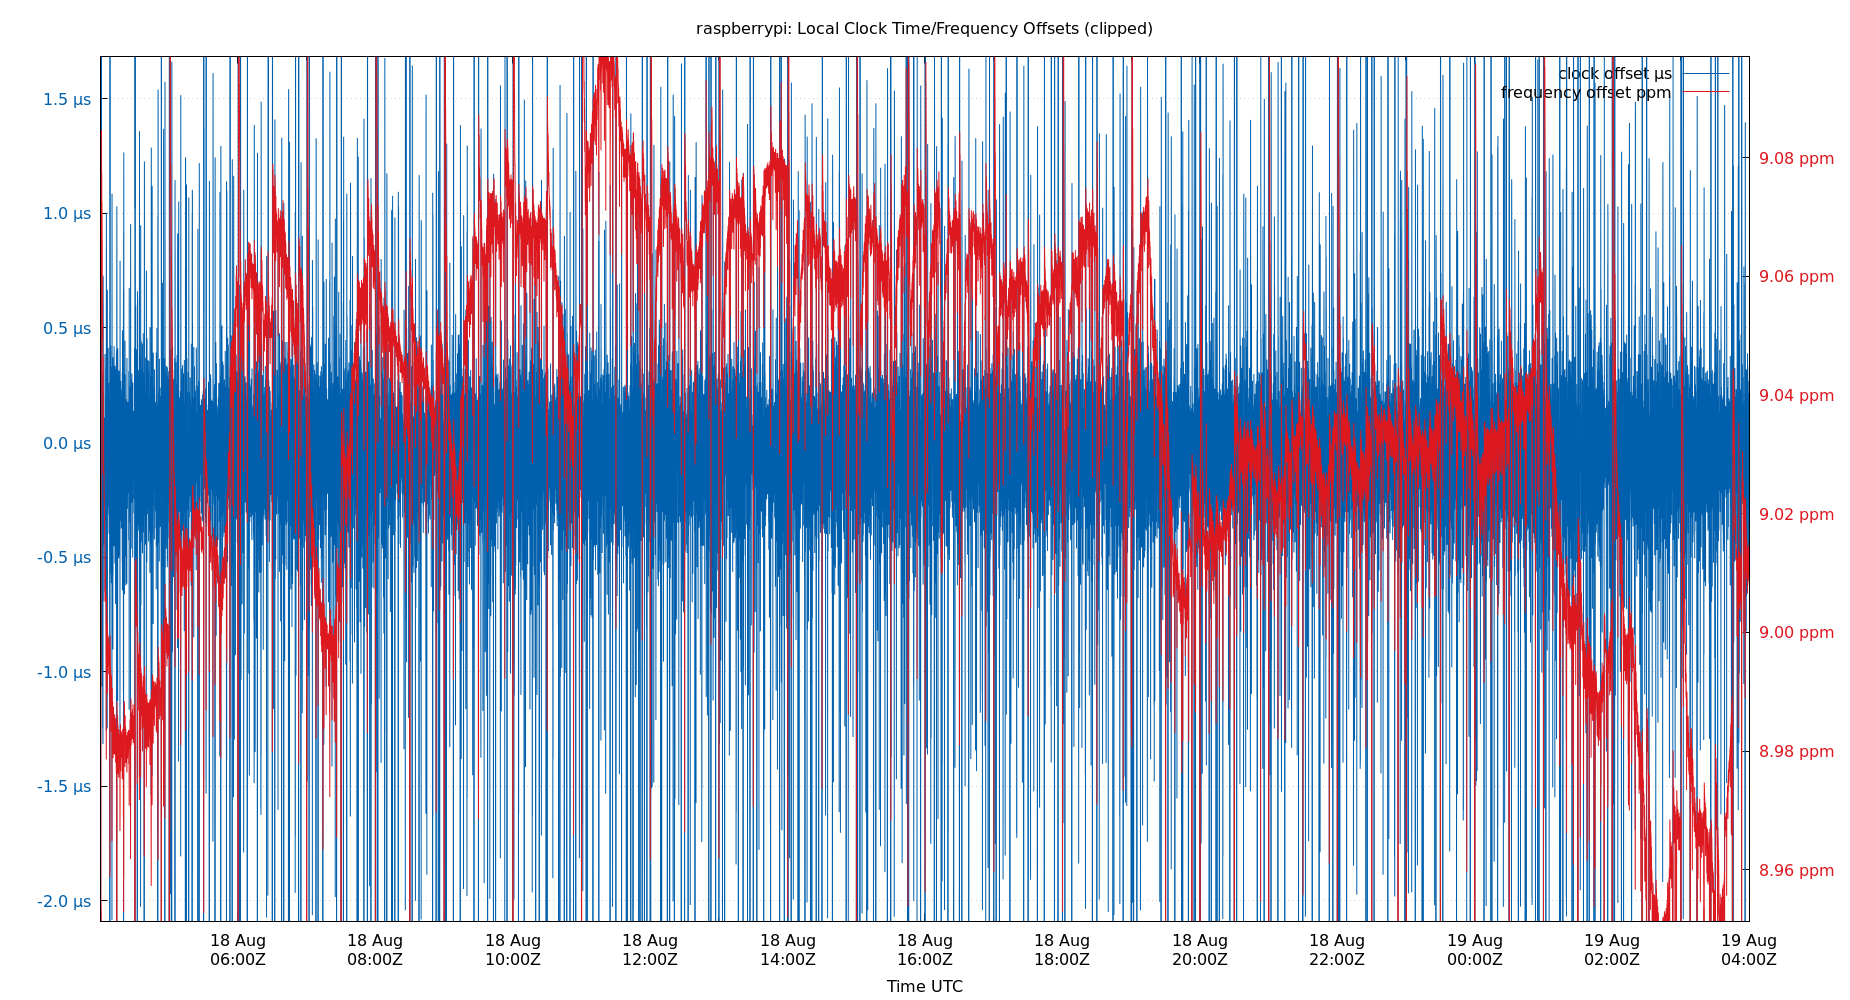 raspberrypi: Local Clock Time/Frequency Offsets (clipped)
clock offset µs
frequency offset ppm
1.5 µs
1.0 µs
0.5 µs
0.0 µs
-0.5 µs
-1.0 µs
-1.5 µs
-2.0 µs
9.08 ppm
9.06 ppm
9.04 ppm
9.02 ppm
9.00 ppm
8.98 ppm
8.96 ppm
18 Aug
06:00Z
18 Aug
08:00Z
18 Aug
10:00Z
18 Aug
12:00Z
18 Aug
14:00Z
18 Aug
16:00Z
18 Aug
18:00Z
18 Aug
20:00Z
18 Aug
22:00Z
19 Aug
00:00Z
19 Aug
02:00Z
19 Aug
04:00Z
Time UTC